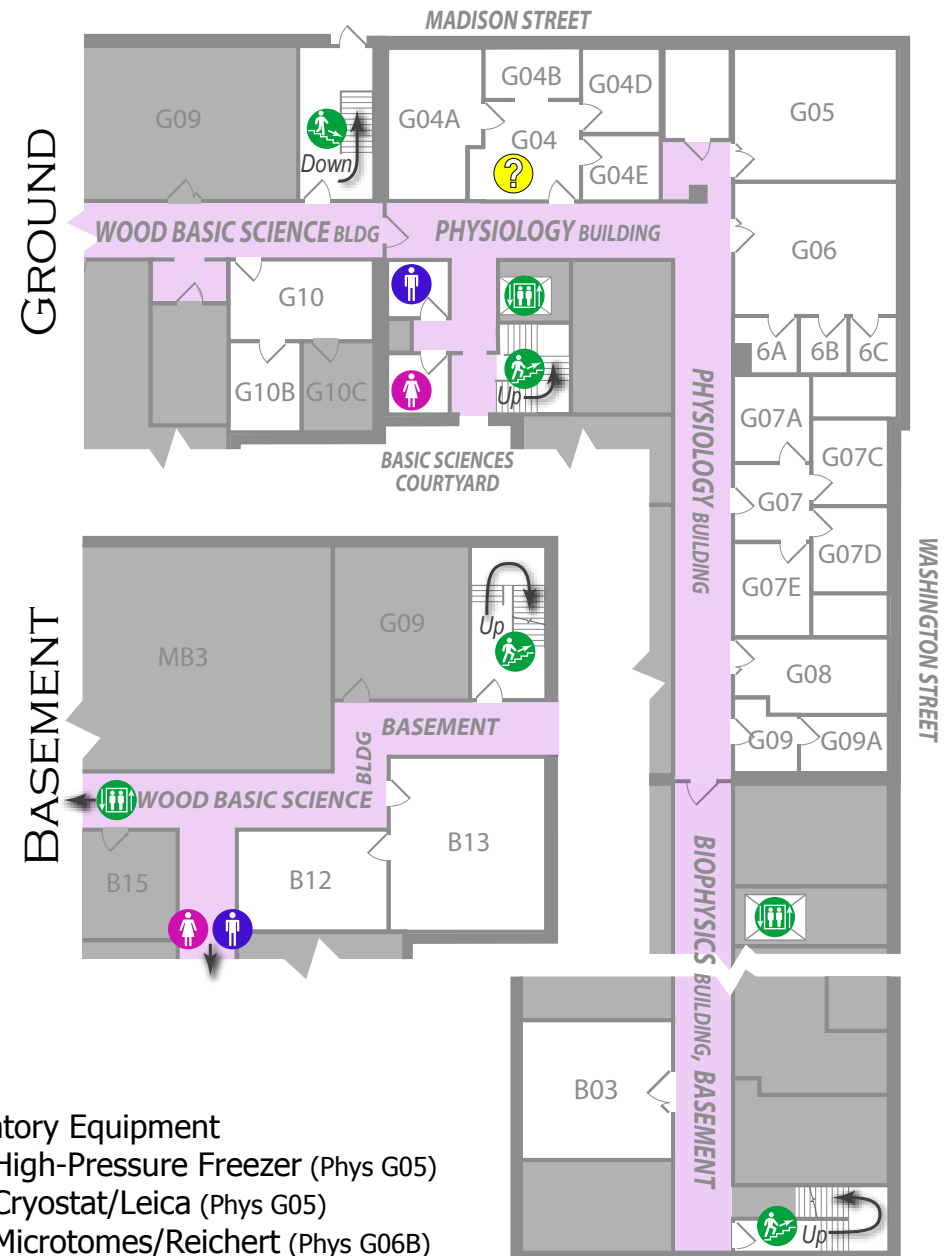 MADISON STREET
GROUND
G09
Down
G04A
G04B
G04
?
G04D
G04E
G05
WOOD BASIC SCIENCE BLDG
PHYSIOLOGY BUILDING
G06
G10
G10B
G10C
Up
6A
6B
6C
BASIC SCIENCES
COURTYARD
PHYSIOLOGY BUILDING
G07A
G07C
G07
G07D
G07E
WASHINGTON STREET
G08
G09
G09A
BASEMENT
MB3
G09
Up
BASEMENT
BLDG
WOOD BASIC SCIENCE
B15
B12
B13
BIOPHYSICS BUILDING, BASEMENT
B03
Up
atory Equipment
High-Pressure Freezer (Phys G05)
Cryostat/Leica (Phys G05)
Microtomes/Reichert (Phys G06B)